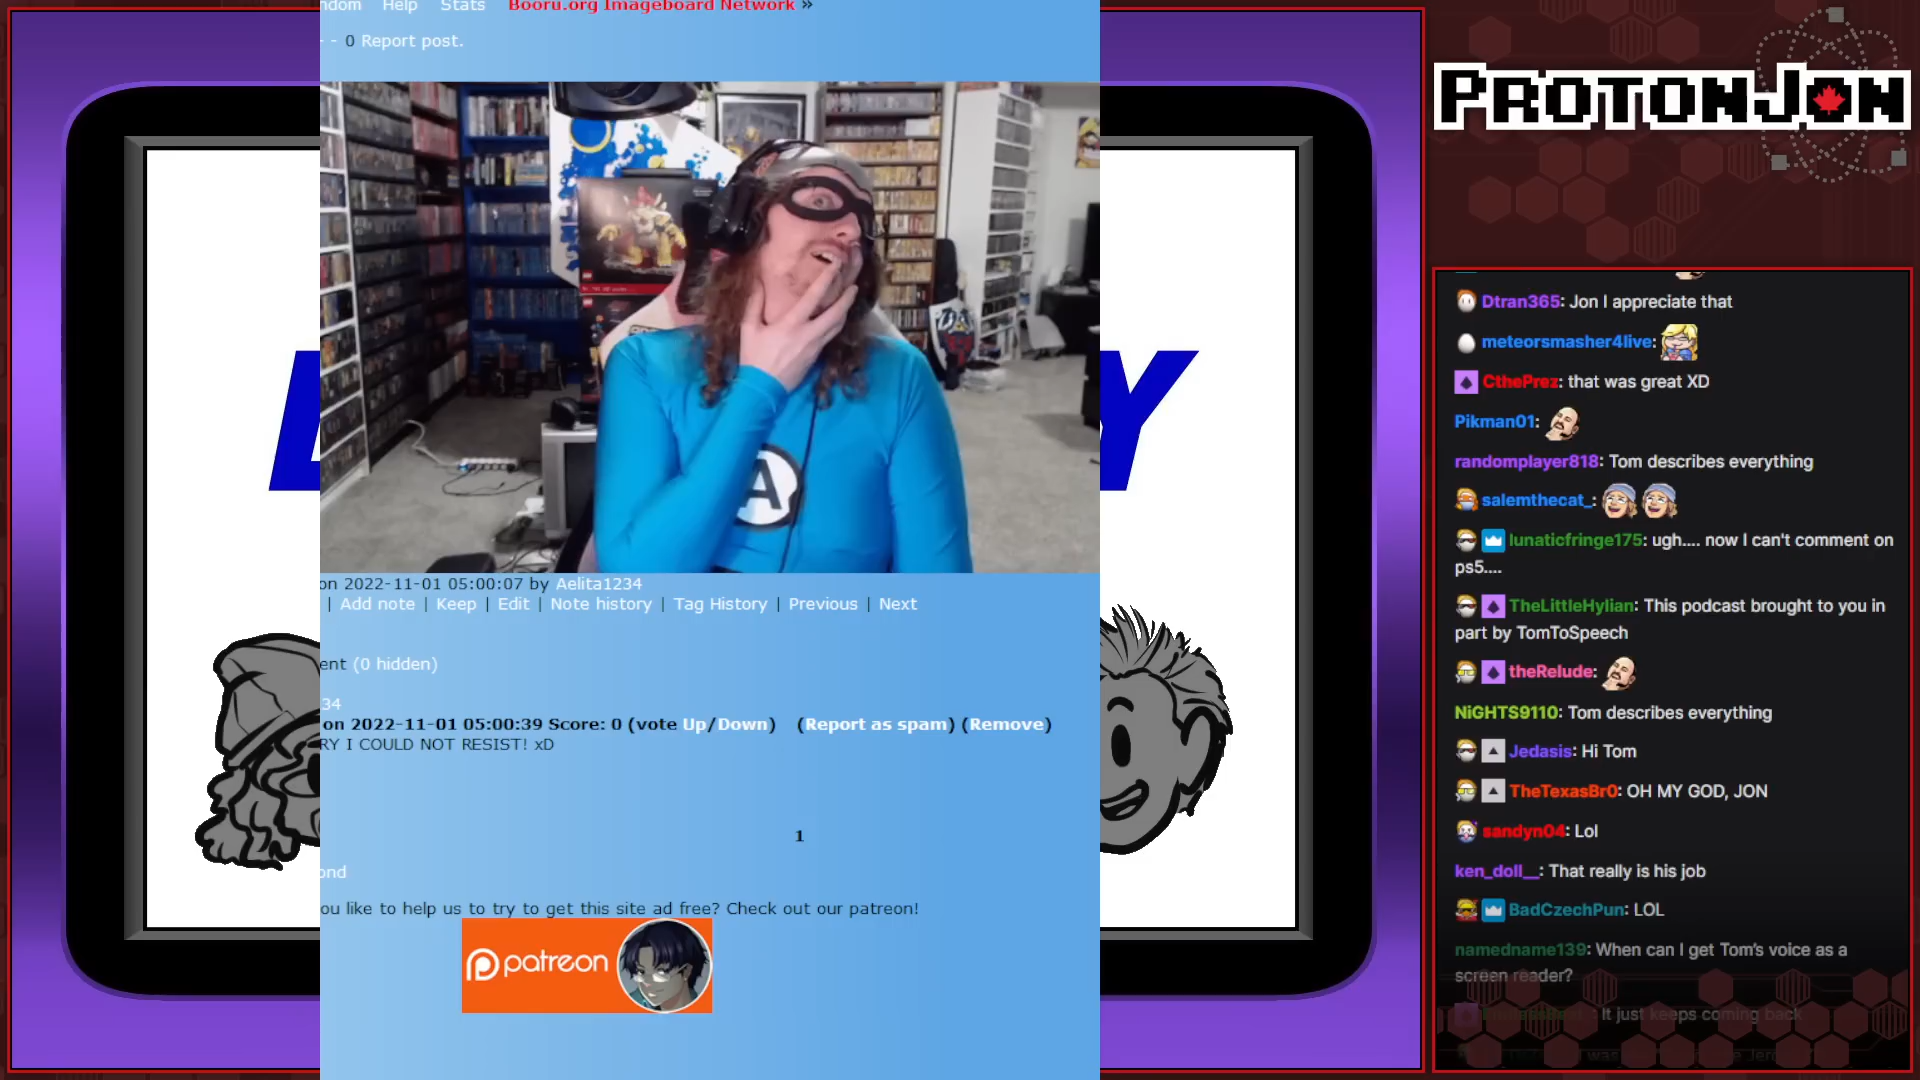 ndom Help Stats Booru.org Imageboard Network »
- - 0 Report post.
A
Y
on 2022-11-01 05:00:07 by Aelita1234
| Add note | Keep | Edit | Note history | Tag History | Previous | Next
ent (0 hidden)
34
on 2022-11-01 05:00:39 Score: 0 (vote Up/Down) (Report as spam) (Remove)
RY I COULD NOT RESIST! xD
1
ond
ou like to help us to try to get this site ad free? Check out our patreon!
patreon
PROTONJON
Dtran365: Jon I appreciate that
meteorsmasher4live:
CthePrez: that was great XD
Pikman01:
randomplayer818: Tom describes everything
salemthecat_:
lunaticfringe175: ugh.... now I can't comment on
ps5....
TheLittleHylian: This podcast brought to you in
part by TomToSpeech
theRelude:
NiGHTS9110: Tom describes everything
Jedasis: Hi Tom
TheTexasBr0: OH MY GOD, JON
sandyn04: Lol
ken_doll__: That really is his job
BadCzechPun: LOL
namedname139: When can I get Tom's voice as a
screen reader?
: It just keeps coming back